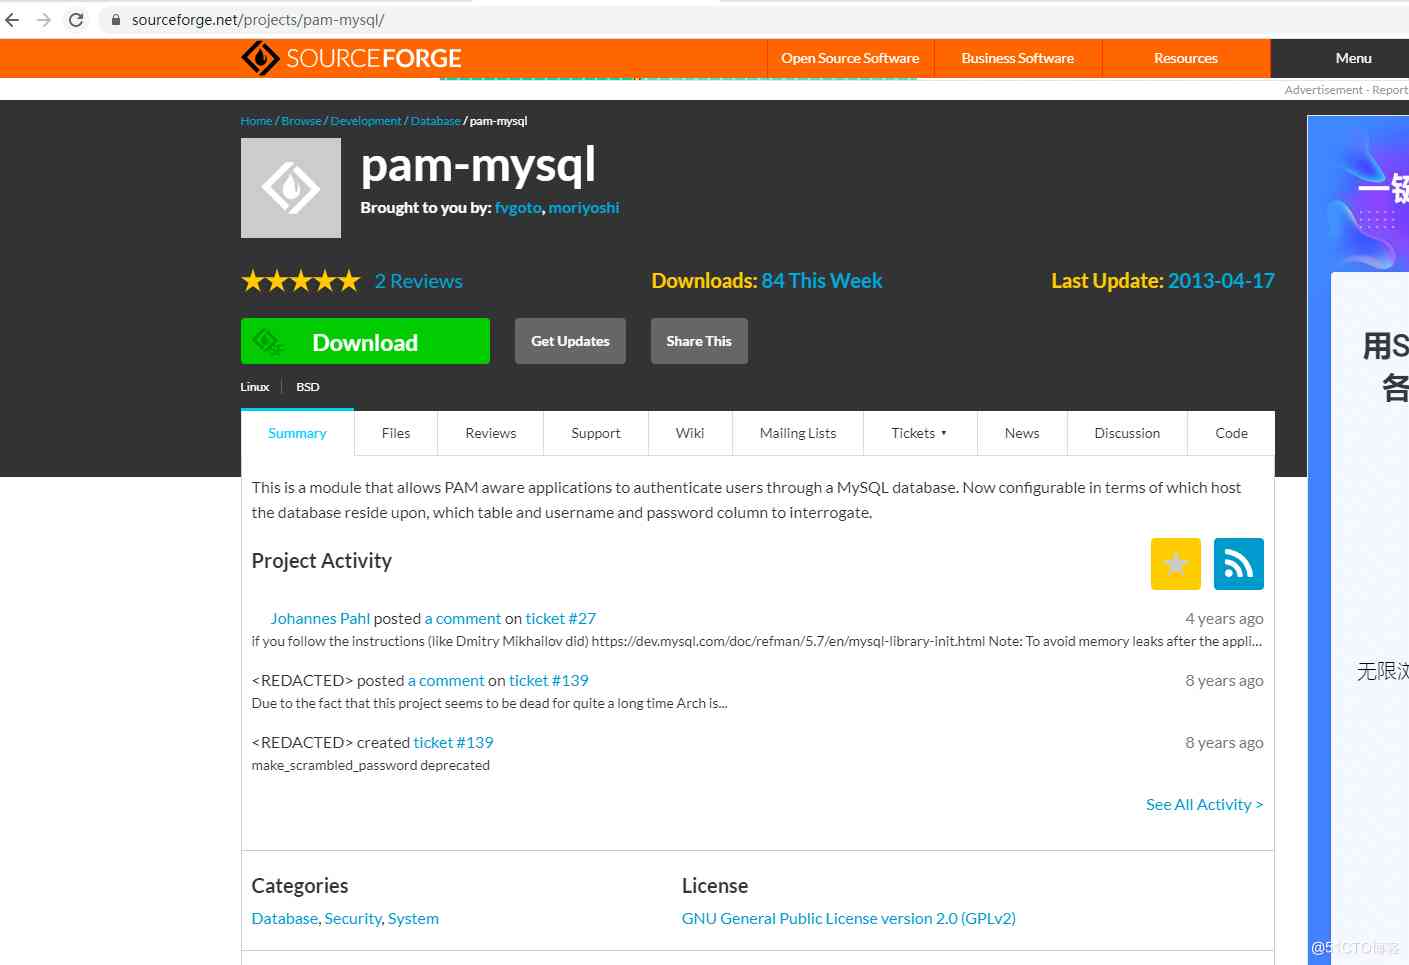 sourceforge.net/projects/pam-mysql/
SOURCEFORGE
Open Source Software
Business Software
Resources
Menu
Advertisement - Report
Home / Browse / Development / Database / pam-mysql
pam-mysql
Brought to you by: fvgoto, moriyoshi
2 Reviews
Downloads: 84 This Week
Last Update: 2013-04-17
Download
Get Updates
Share This
Linux
BSD
Summary
Files
Reviews
Support
Wiki
Mailing Lists
Tickets ▾
News
Discussion
Code
This is a module that allows PAM aware applications to authenticate users through a MySQL database. Now configurable in terms of which host
the database reside upon, which table and username and password column to interrogate.
Project Activity
Johannes Pahl posted a comment on ticket #27
4 years ago
if you follow the instructions (like Dmitry Mikhailov did) https://dev.mysql.com/doc/refman/5.7/en/mysql-library-init.html Note: To avoid memory leaks after the appli...
<REDACTED> posted a comment on ticket #139
8 years ago
Due to the fact that this project seems to be dead for quite a long time Arch is...
<REDACTED> created ticket #139
8 years ago
make_scrambled_password deprecated
See All Activity >
Categories
Database, Security, System
License
GNU General Public License version 2.0 (GPLv2)
一键
用S
各
无限浏
@51CTO博客